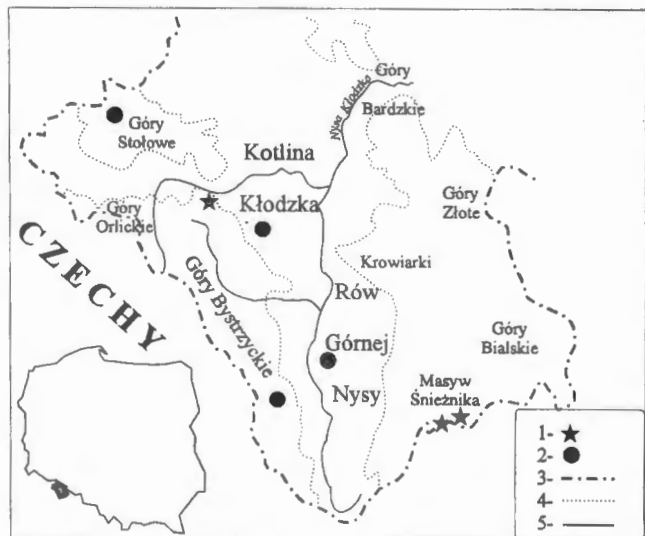 Góry
Nysa Kłodzka
Bardzkie
Góry
Stołowe
Kotlina
Kłodzka
Góry
Złote
Góry
Orlickie
CZECHY
Krowiarki
Góry Bystrzyckie
Rów
Górnej
Nysy
Góry
Bialskie
Masyw
Śnieżnika
1-
2-
3-
4-
5-